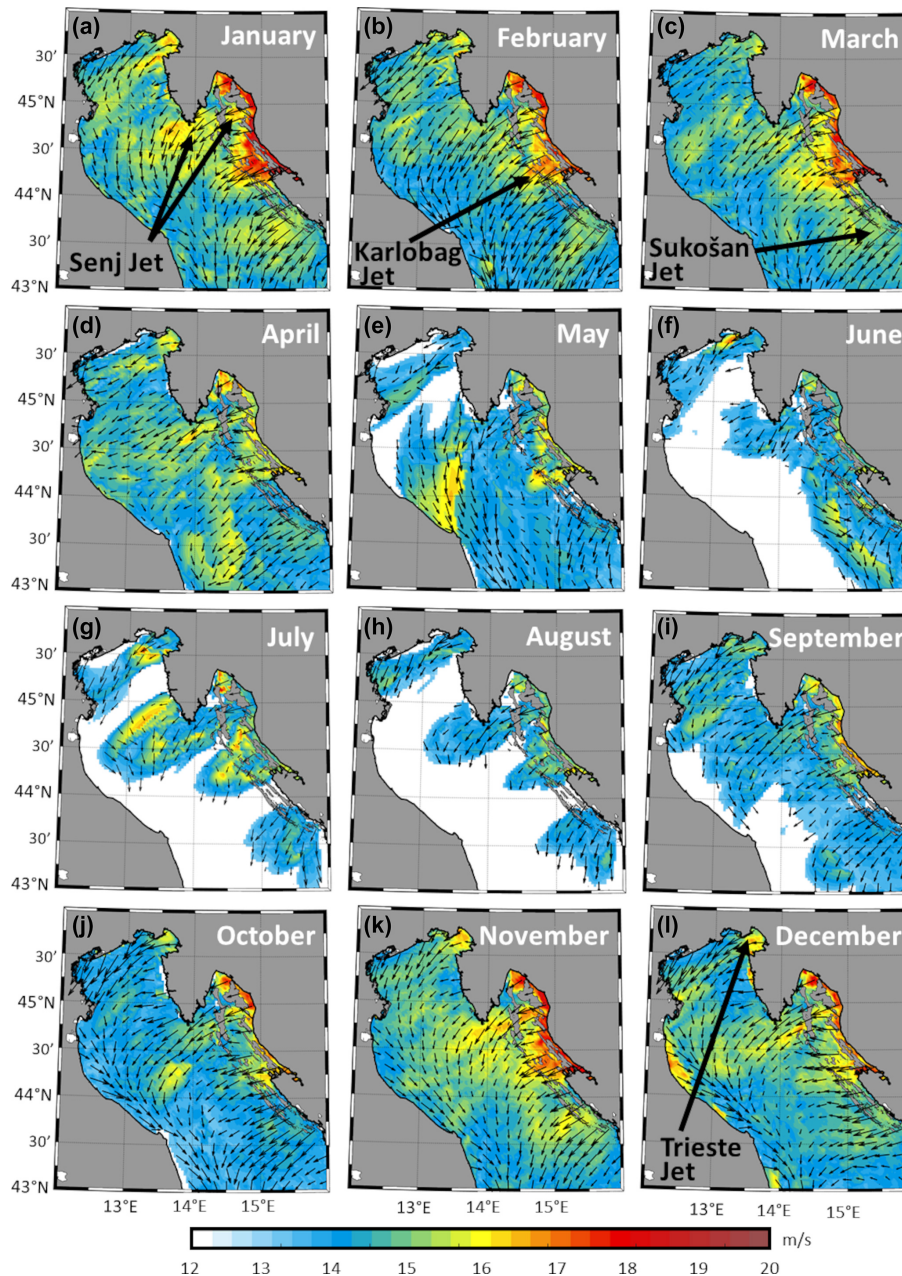 (a) January
(b) February
(c) March
30’
45°N
30’
44°N
30’
43°N
Senj Jet
Karlobag
Jet
Sukošan
Jet
(d) April
(e) May
(f) June
30’
45°N
30’
44°N
30’
43°N
(g) July
(h) August
(i) September
30’
45°N
30’
44°N
30’
43°N
(j) October
(k) November
(l) December
30’
45°N
30’
44°N
30’
43°N
Trieste
Jet
13°E 14°E 15°E 13°E 14°E 15°E 13°E 14°E 15°E
m/s
12 13 14 15 16 17 18 19 20